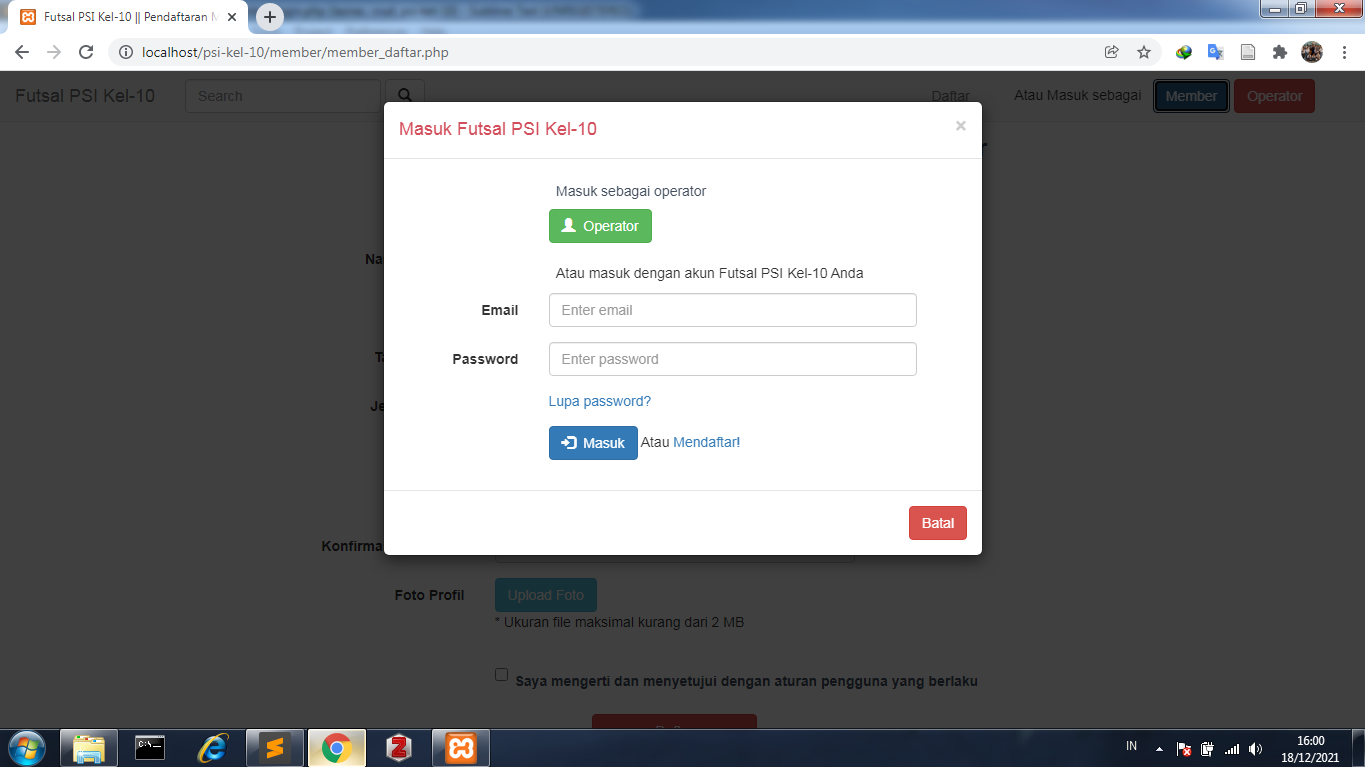 Futsal PSI Kel-10 || Pendaftaran M
localhost/psi-kel-10/member/member_daftar.php
Futsal PSI Kel-10
Search
Daftar
Atau Masuk sebagai
Member
Operator
Masuk Futsal PSI Kel-10
×
Masuk sebagai operator
Operator
Atau masuk dengan akun Futsal PSI Kel-10 Anda
Email
Enter email
Password
Enter password
Lupa password?
Masuk Atau Mendaftar!
Batal
Na
Ta
Je
Konfirma
Foto Profil
Upload Foto
* Ukuran file maksimal kurang dari 2 MB
Saya mengerti dan menyetujui dengan aturan pengguna yang berlaku
IN
16:00
18/12/2021